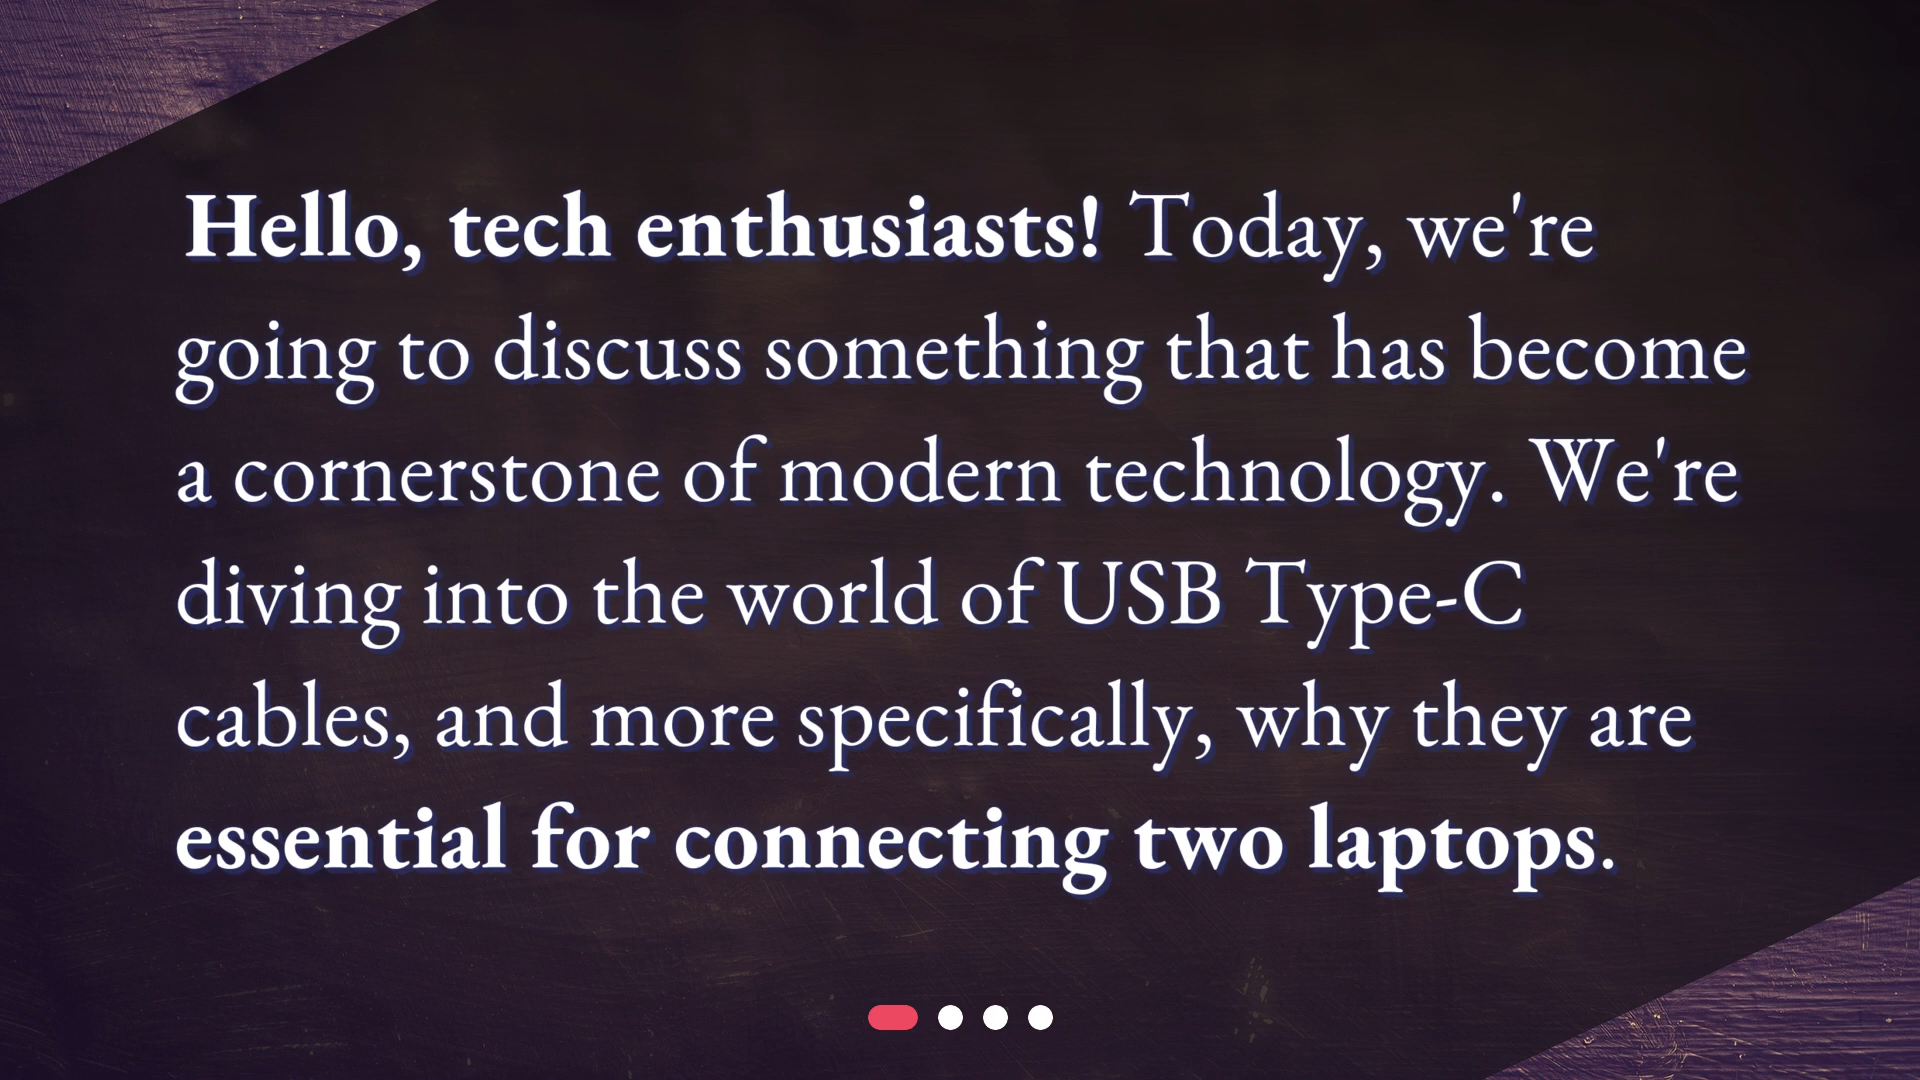 Hello, tech enthusiasts! Today, we're
going to discuss something that has become
a cornerstone of modern technology. We're
diving into the world of USB Type-C
cables, and more specifically, why they are
essential for connecting two laptops.